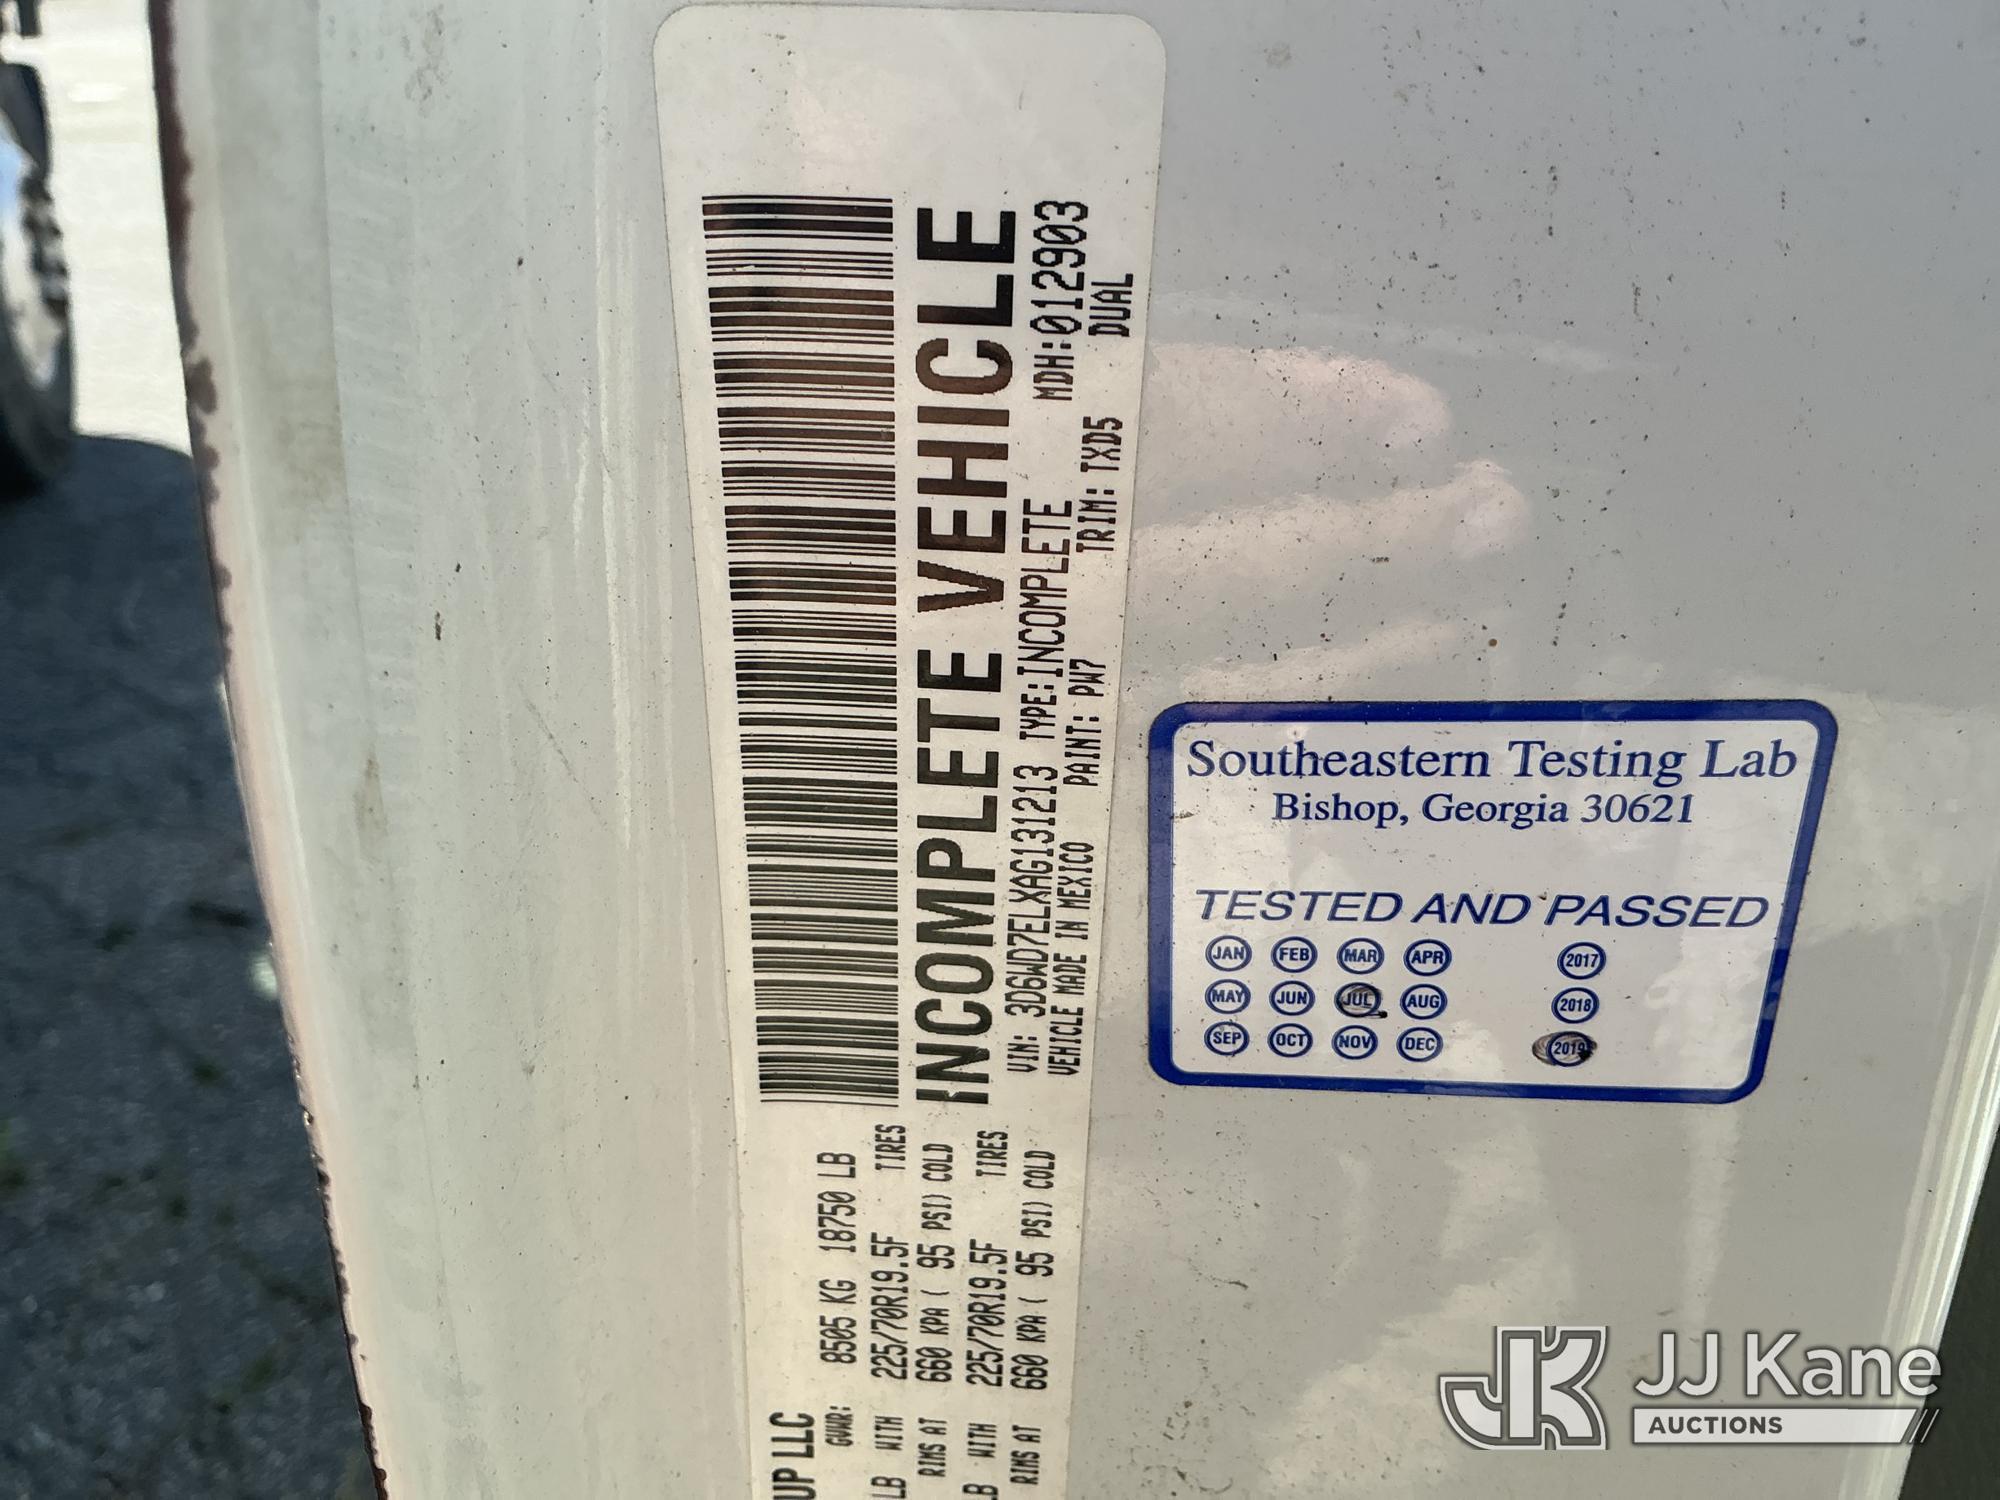 UP LLC
GVWR: 8505 KG 18750 LB
LB WITH 225/70R19.5F TIRES
RIMS AT 660 KPA ( 95 PSI) COLD
LB WITH 225/70R19.5F TIRES
RIMS AT 660 KPA ( 95 PSI) COLD
INCOMPLETE VEHICLE
VIN: 3D6WD7ELXAG131213 TYPE: INCOMPLETE MDH: 012903
VEHICLE MADE IN MEXICO PAINT: PW7 TRIM: TXD5 DUAL
Southeastern Testing Lab
Bishop, Georgia 30621
TESTED AND PASSED
JAN FEB MAR APR 2017
MAY JUN JUL AUG 2018
SEP OCT NOV DEC 2019
JK JJ Kane
AUCTIONS